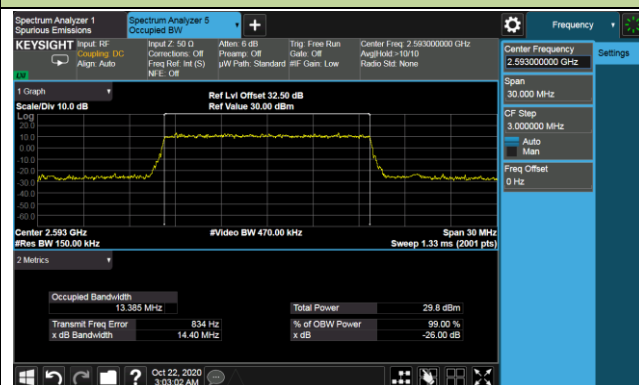 Spectrum Analyzer 1
Spurious Emissions
Spectrum Analyzer 5
Occupied BW
Frequency
KEYSIGHT
Input: RF
Coupling: DC
Align: Auto
Input Z: 50 Ω
Corrections: Off
Freq Ref: Int (S)
NFE: Off
Atten: 6 dB
Preamp: Off
µW Path: Standard
Trig: Free Run
Gate: Off
#IF Gain: Low
Center Freq: 2.593000000 GHz
Avg|Hold:>10/10
Radio Std: None
Center Frequency
2.593000000 GHz
Settings
Span
30.000 MHz
CF Step
3.000000 MHz
Auto
Man
Freq Offset
0 Hz
1 Graph
Scale/Div 10.0 dB
Ref Lvl Offset 32.50 dB
Ref Value 30.00 dBm
Log
20.0
10.0
0.00
-10.0
-20.0
-30.0
-40.0
-50.0
-60.0
Center 2.593 GHz
#Res BW 150.00 kHz
#Video BW 470.00 kHz
Span 30 MHz
Sweep 1.33 ms (2001 pts)
2 Metrics
Occupied Bandwidth
13.385 MHz
Total Power 29.8 dBm
Transmit Freq Error 834 Hz
% of OBW Power 99.00 %
x dB Bandwidth 14.40 MHz
x dB -26.00 dB
Oct 22, 2020
3:03:02 AM